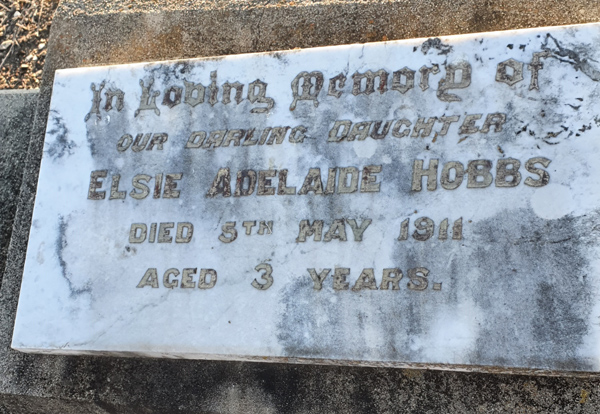 In Loving Memory of
OUR DARLING DAUGHTER
ELSIE ADELAIDE HOBBS
DIED 5TH MAY 1911
AGED 3 YEARS.